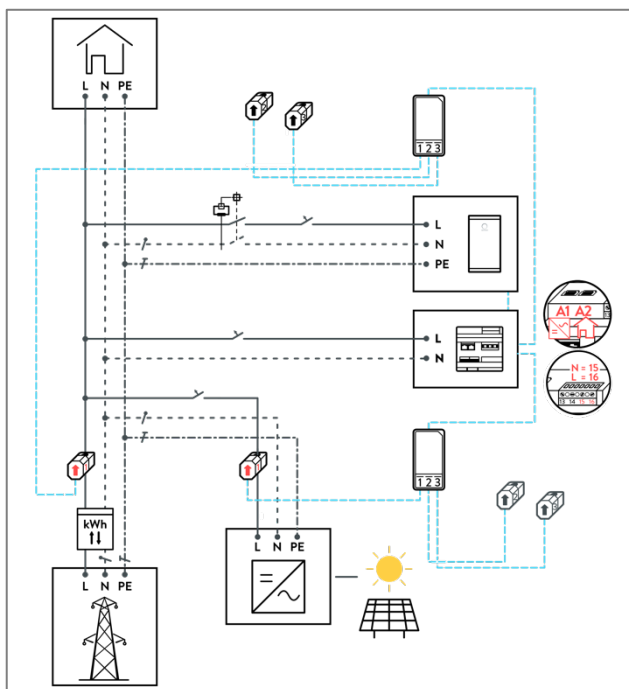 L N PE
1 2 3
L
N
PE
A1 A2
L
N
N = 15
L = 16
13 14 15 16
1 2 3
kWh
L N PE
L N PE